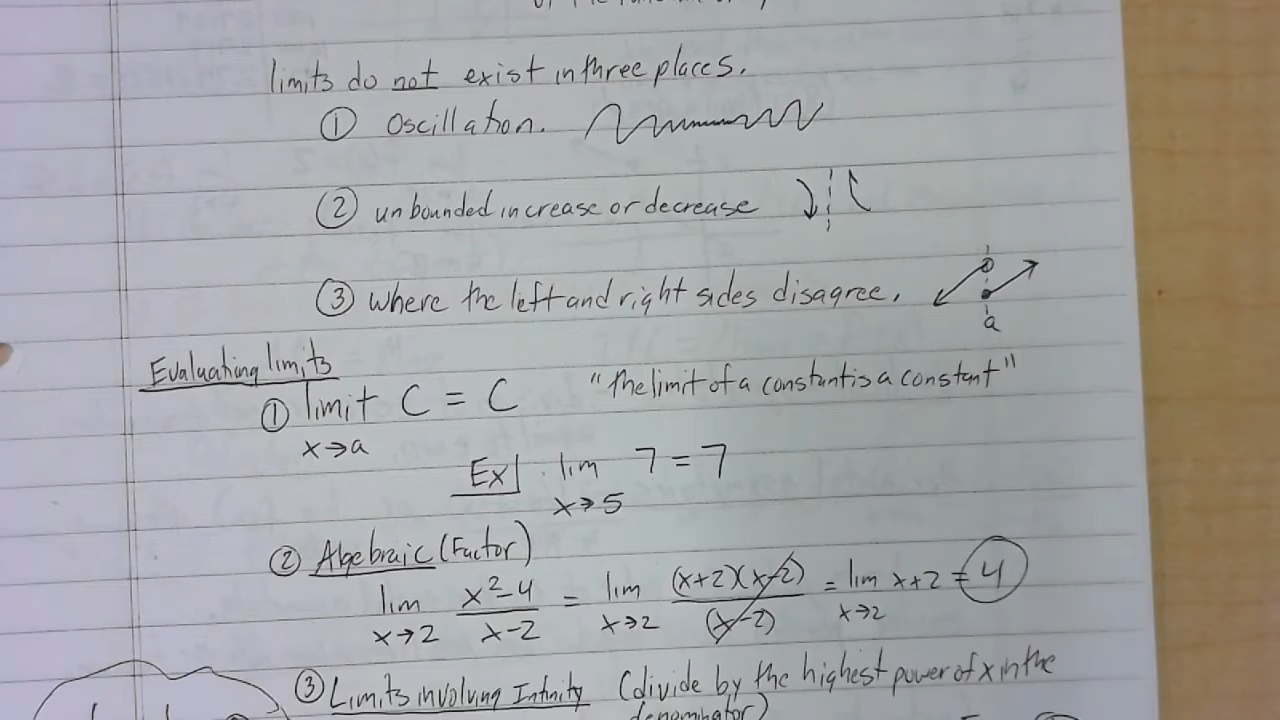 limits do not exist in three places.
① Oscillation.
② unbounded increase or decrease
③ where the left and right sides disagree.
a
Evaluating limits
① limit C = C "the limit of a constant is a constant"
x→a
Ex| lim 7 = 7
x→5
② Algebraic (Factor)
lim x²-4 / x-2 = lim (x+2)(x-2) / (x-2) = lim x+2 = 4
x→2 x→2 x→2
③ Limits involving Infinity (divide by the highest power of x in the
denominator)